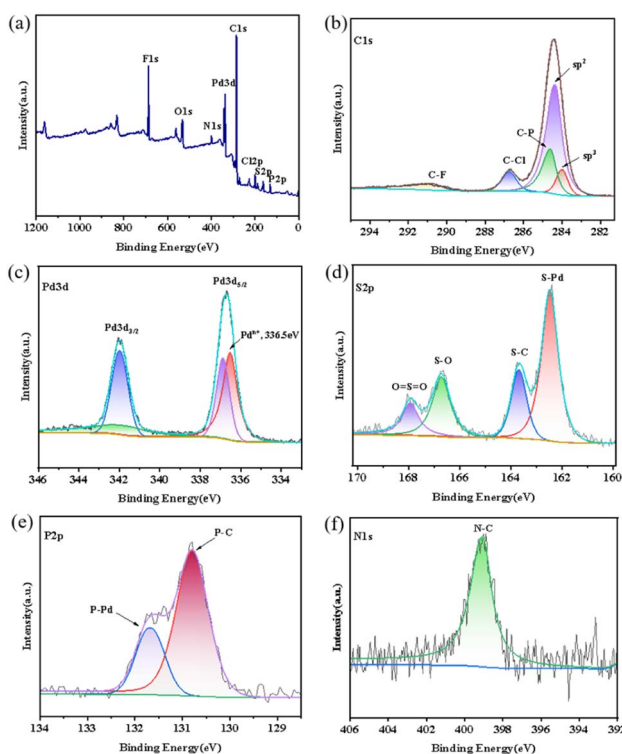 (a)
C1s
F1s
Pd3d
O1s
N1s
Cl2p
S2p
P2p
Intensity(a.u.)
1200 1000 800 600 400 200 0
Binding Energy(eV)
(b)
C1s
sp2
C-P
C-Cl
sp3
C-F
Intensity(a.u.)
294 292 290 288 286 284 282
Binding Energy(eV)
(c)
Pd3d
Pd3d5/2
Pdn+, 336.5eV
Pd3d3/2
Intensity(a.u.)
346 344 342 340 338 336 334
Binding Energy(eV)
(d)
S2p
S-Pd
S-O
S-C
O=S=O
Intensity(a.u.)
170 168 166 164 162 160
Binding Energy(eV)
(e)
P2p
P-C
P-Pd
Intensity(a.u.)
134 133 132 131 130 129
Binding Energy(eV)
(f)
N1s
N-C
Intensity(a.u.)
406 404 402 400 398 396 394 392
Binding Energy(eV)